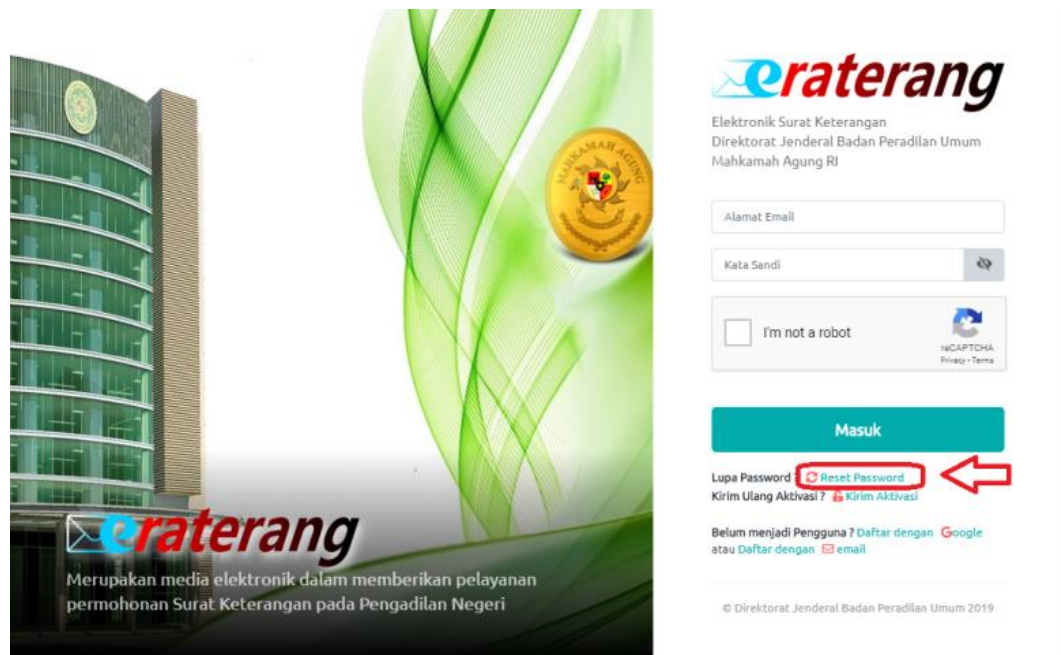 MAHKAMAH AGUNG
eraterang
Merupakan media elektronik dalam memberikan pelayanan
permohonan Surat Keterangan pada Pengadilan Negeri
eraterang
Elektronik Surat Keterangan
Direktorat Jenderal Badan Peradilan Umum
Mahkamah Agung RI
Alamat Email
Kata Sandi
I'm not a robot
reCAPTCHA
Privacy - Terms
Masuk
Lupa Password ? Reset Password
Kirim Ulang Aktivasi ? Kirim Aktivasi
Belum menjadi Pengguna ? Daftar dengan Google
atau Daftar dengan email
© Direktorat Jenderal Badan Peradilan Umum 2019